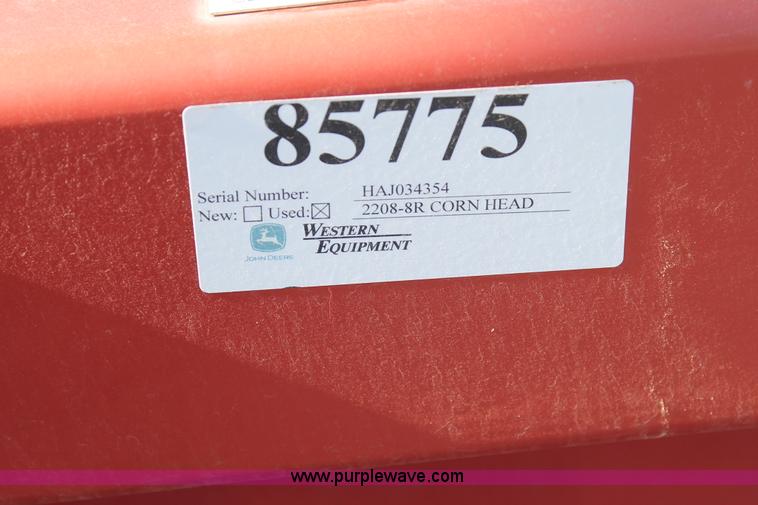 85775
Serial Number: HAJ034354
New: Used: 2208-8R CORN HEAD
WESTERN
EQUIPMENT
JOHN DEERE
www.purplewave.com